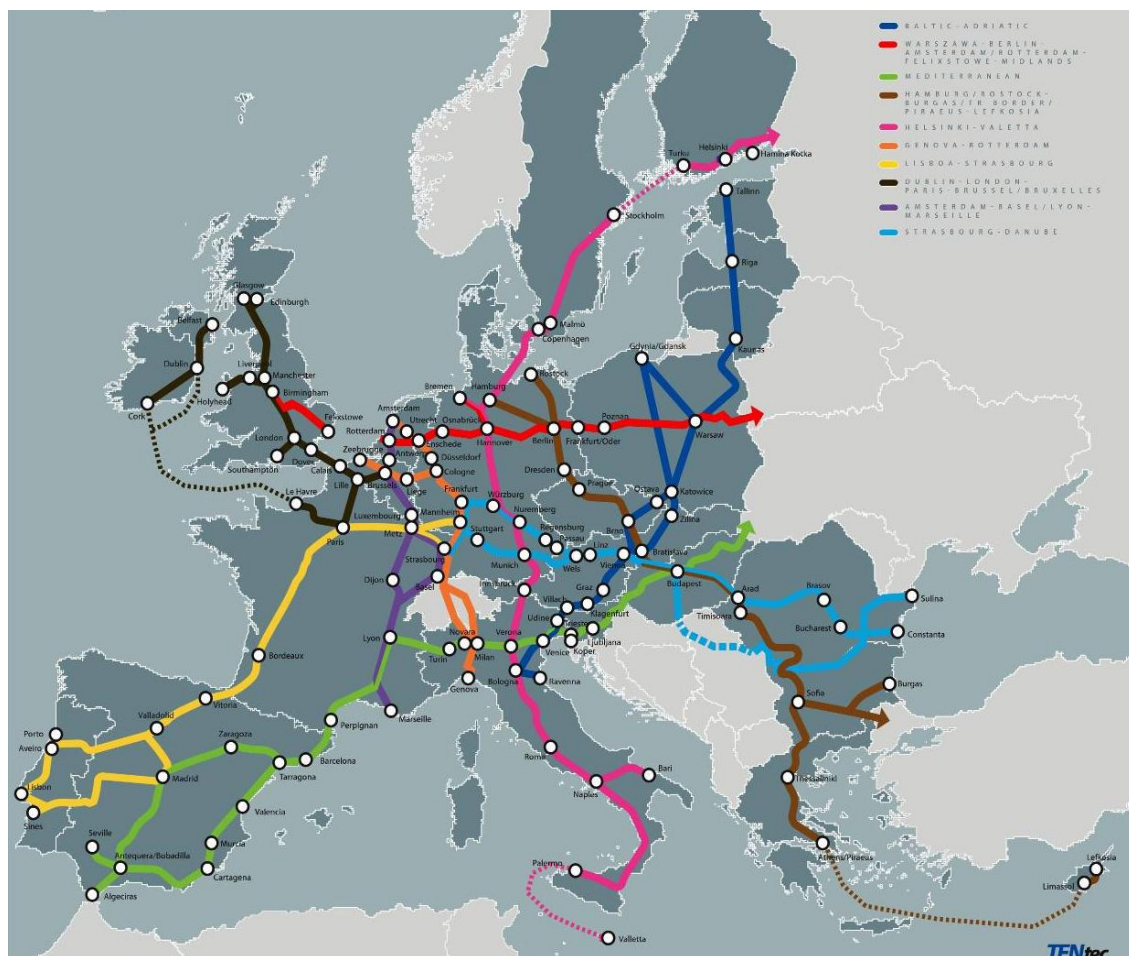 BALTIC-ADRIATIC
WARSZAWA-BERLIN-
AMSTERDAM/ROTTERDAM-
FELIXSTOWE-MIDLANDS
MEDITERRANEAN
HAMBURG/ROSTOCK-
BURGAS/TR BORDER/
PIRAEUS-LEFKOSIA
HELSINKI-VALETTA
GENOVA-ROTTERDAM
LISBOA-STRASBOURG
DUBLIN-LONDON-
PARIS-BRUSSEL/BRUXELLES
AMSTERDAM-BASEL/LYON-
MARSEILLE
STRASBOURG-DANUBE
Turku
Helsinki
Hamina Kotka
Tallinn
Stockholm
Riga
Glasgow
Edinburgh
Belfast
Malmö
Copenhagen
Kaunas
Gdynia/Gdansk
Dublin
Liverpool
Manchester
Rostock
Holyhead
Birmingham
Bremen
Hamburg
Cork
Felixstowe
Amsterdam
Utrecht
Osnabrück
Poznan
Rotterdam
Enschede
Hannover
Berlin
Frankfurt/Oder
Warsaw
London
Zeebrugge
Antwerp
Düsseldorf
Southampton
Dover
Calais
Lille
Brussels
Liege
Cologne
Dresden
Prague
Le Havre
Frankfurt
Würzburg
Ostava
Katowice
Luxembourg
Mannheim
Nuremberg
Brno
Zilina
Paris
Metz
Stuttgart
Regensburg
Passau
Linz
Strasbourg
Munich
Wels
Vienna
Bratislava
Dijon
Basel
Innsbruck
Graz
Budapest
Arad
Brasov
Sulina
Villach
Klagenfurt
Timisoara
Bucharest
Constanta
Udine
Trieste
Ljubljana
Lyon
Novara
Verona
Turin
Milan
Venice
Koper
Bordeaux
Genova
Bologna
Ravenna
Sofia
Burgas
Vitoria
Valladolid
Marseille
Perpignan
Porto
Aveiro
Zaragoza
Barcelona
Roma
Madrid
Tarragona
Bari
Thessaloniki
Lisbon
Naples
Sines
Valencia
Seville
Murcia
Athens/Piraeus
Antequera/Bobadilla
Cartagena
Palermo
Lefkosia
Limassol
Algeciras
Valletta
TENtec